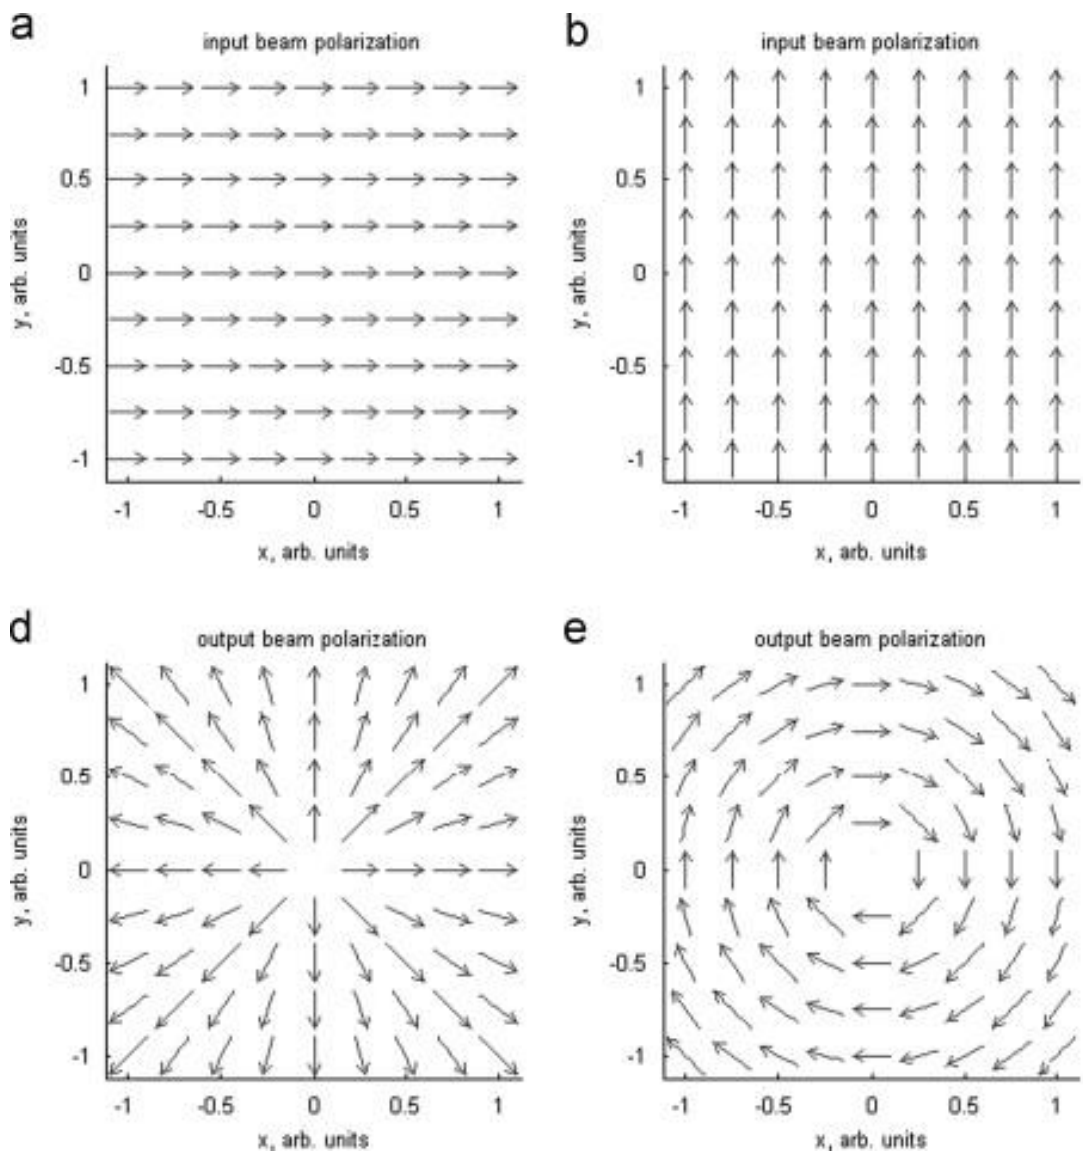 a
input beam polarization
1
0.5
0
-0.5
-1
y, arb. units
-1 -0.5 0 0.5 1
x, arb. units
b
input beam polarization
1
0.5
0
-0.5
-1
y, arb. units
-1 -0.5 0 0.5 1
x, arb. units
d
output beam polarization
1
0.5
0
-0.5
-1
y, arb. units
-1 -0.5 0 0.5 1
x, arb. units
e
output beam polarization
1
0.5
0
-0.5
-1
y, arb. units
-1 -0.5 0 0.5 1
x, arb. units